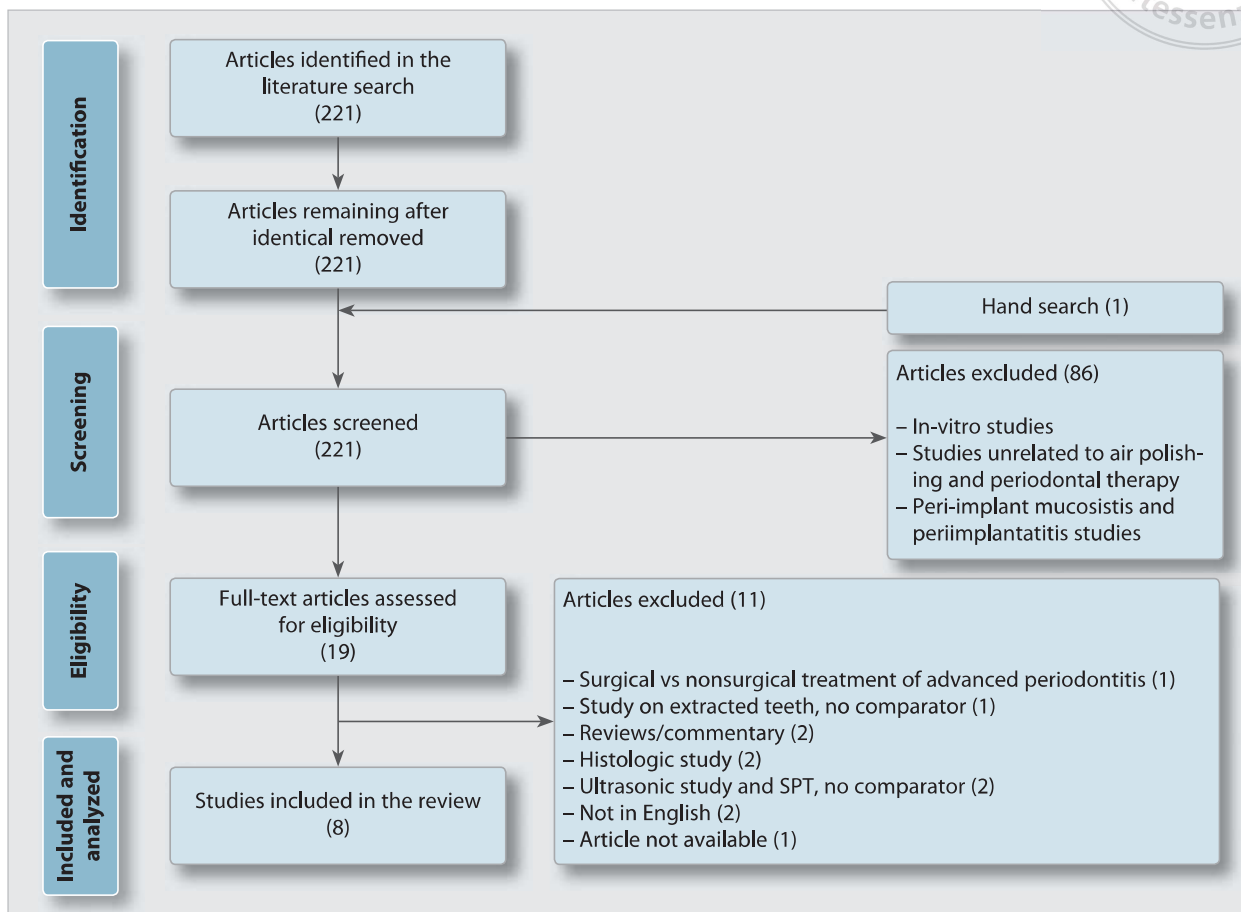 Identification
Articles identified in the
literature search
(221)
Articles remaining after
identical removed
(221)
Hand search (1)
Screening
Articles screened
(221)
Articles excluded (86)
– In-vitro studies
– Studies unrelated to air polish-
ing and periodontal therapy
– Peri-implant mucosistis and
periimplantatitis studies
Eligibility
Full-text articles assessed
for eligibility
(19)
Articles excluded (11)
– Surgical vs nonsurgical treatment of advanced periodontitis (1)
– Study on extracted teeth, no comparator (1)
– Reviews/commentary (2)
– Histologic study (2)
– Ultrasonic study and SPT, no comparator (2)
– Not in English (2)
– Article not available (1)
Included and
analyzed
Studies included in the review
(8)